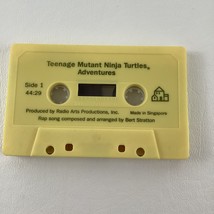 Teenage Mutant Ninja Turtles®
Adventures
Side 1
44:29
Produced by Radio Arts Productions, Inc.
Made in Singapore
Rap song composed and arranged by Bert Stratton